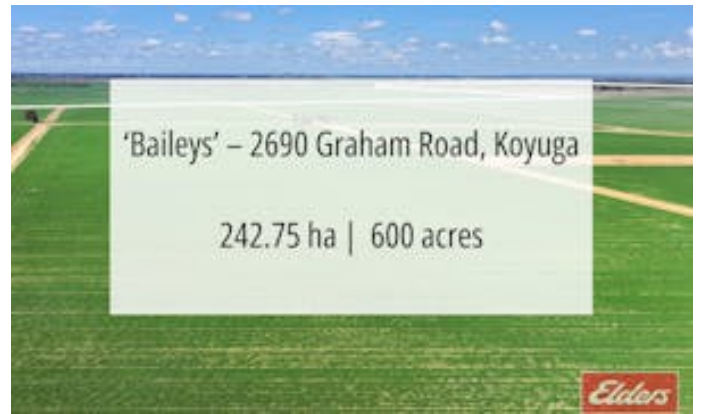 ‘Baileys’ – 2690 Graham Road, Koyuga
242.75 ha | 600 acres
Elders